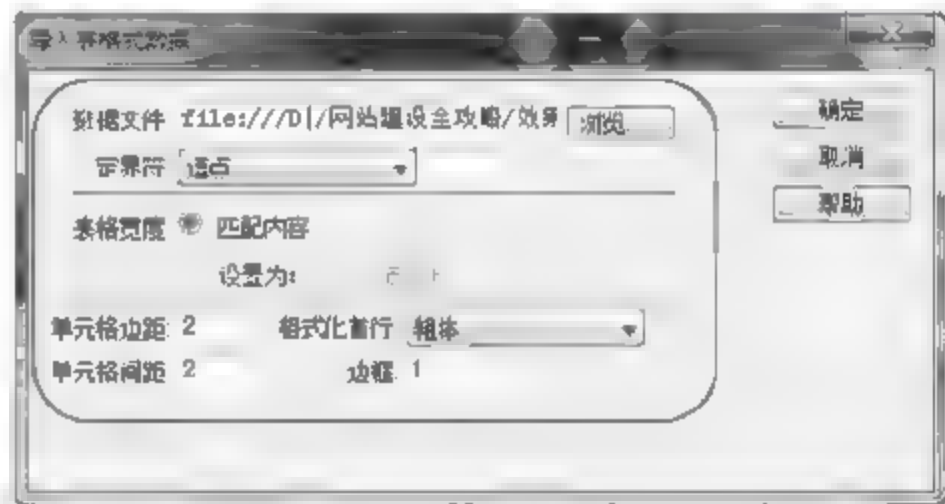 导入表格式数据
数据文件 file:///D|/网站建设全攻略/效果 浏览...
定界符 逗点
表格宽度 匹配内容
设置为:
单元格边距: 2 格式化首行 粗体
单元格间距: 2 边框: 1
确定
取消
帮助